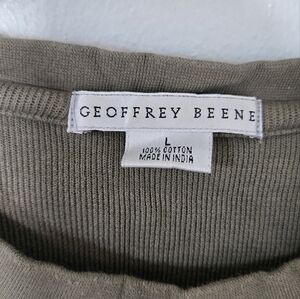 GEOFFREY BEENE
L
100% COTTON
MADE IN INDIA